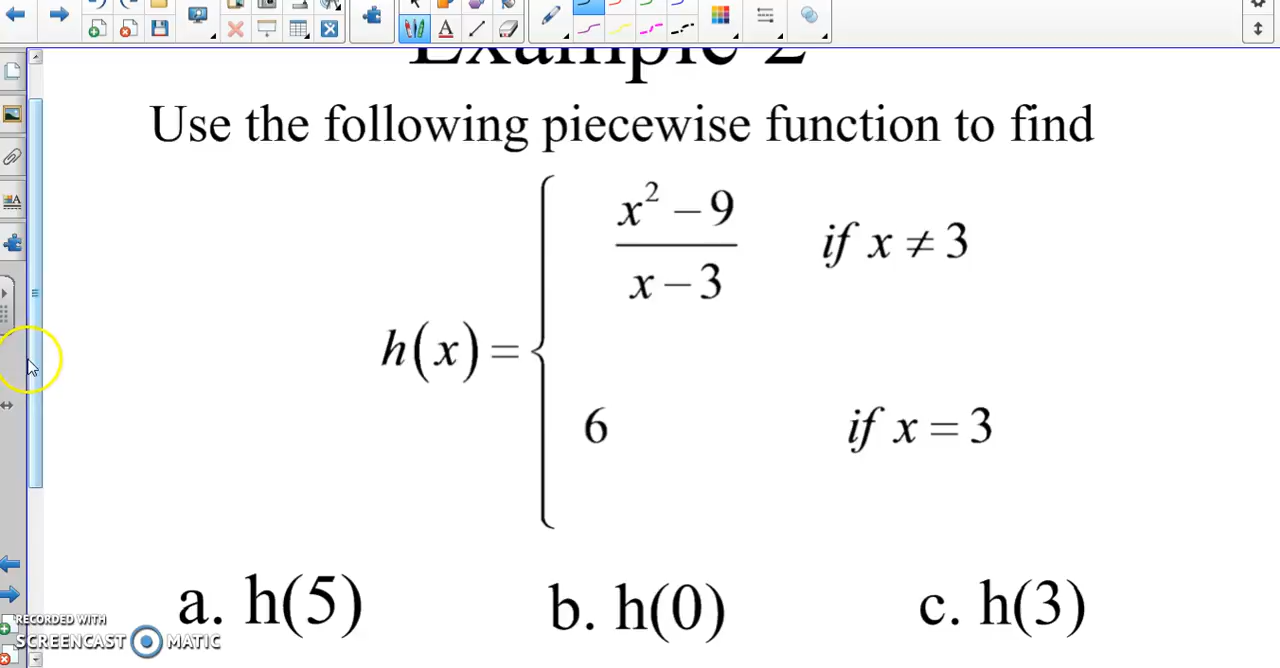 Example 2
Use the following piecewise function to find
x² − 9
x − 3
if x ≠ 3
h(x) =
6 if x = 3
a. h(5) b. h(0) c. h(3)
RECORDED WITH
SCREENCAST MATIC